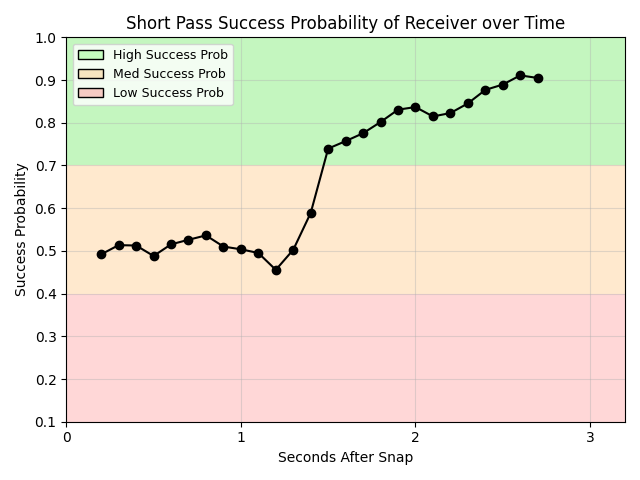 Short Pass Success Probability of Receiver over Time
High Success Prob
Med Success Prob
Low Success Prob
Success Probability
1.0
0.9
0.8
0.7
0.6
0.5
0.4
0.3
0.2
0.1
0
1
2
3
Seconds After Snap